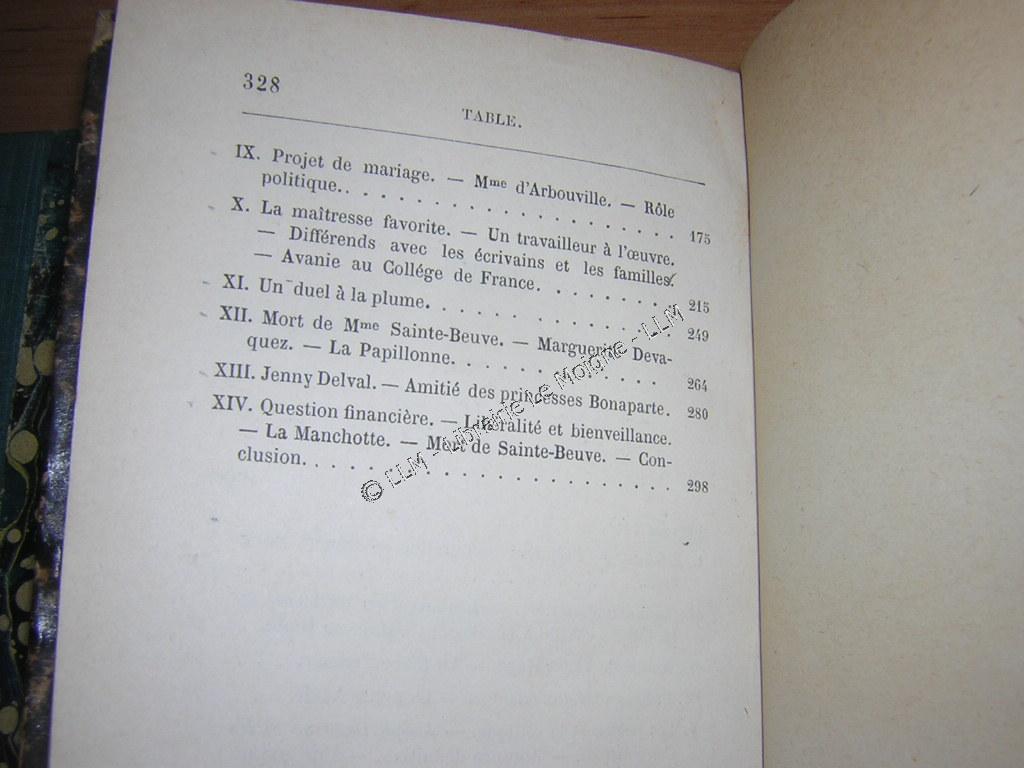 328
TABLE.
IX. Projet de mariage. — Mme d'Arbouville. — Rôle
politique.. . . . . . . . . . . . . . . . . . 175
X. La maîtresse favorite. — Un travailleur à l'œuvre.
— Différends avec les écrivains et les familles.
— Avanie au Collége de France. . . . . . . . . 215
XI. Un duel à la plume. . . . . . . . . . . . . . 249
XII. Mort de Mme Sainte-Beuve. — Marguerite Deva-
quez. — La Papillonne. . . . . . . . . . . . 264
XIII. Jenny Delval. — Amitié des princesses Bonaparte. 280
XIV. Question financière. — Libéralité et bienveillance.
— La Manchotte. — Mort de Sainte-Beuve. — Con-
clusion. . . . . . . . . . . . . . . . . . . 298
© LLM - Librairie Le Moigne - LLM